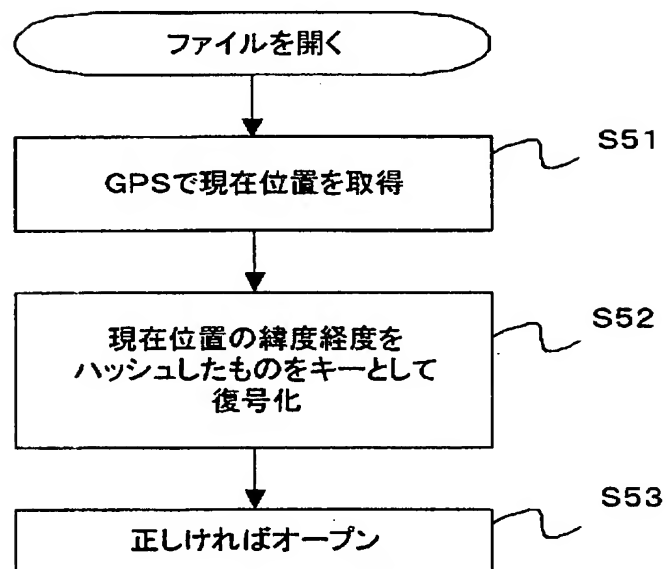 ファイルを開く
S51
GPSで現在位置を取得
S52
現在位置の緯度経度を
ハッシュしたものをキーとして
復号化
S53
正しければオープン